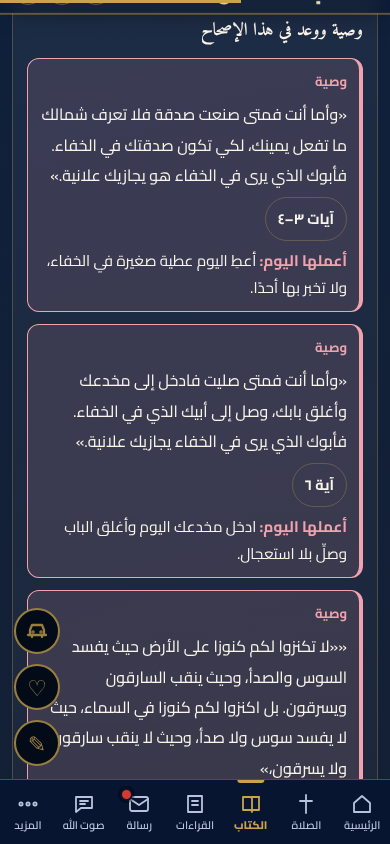 وصية ووعد في هذا الإصحاح
وصية
«وأما أنت فمتى صنعت صدقة فلا تعرف شمالك
ما تفعل يمينك، لكي تكون صدقتك في الخفاء.
فأبوك الذي يرى في الخفاء هو يجازيك علانية.»
آيات ٣–٤
أعملها اليوم: أعطِ اليوم عطية صغيرة في الخفاء،
ولا تخبر بها أحدًا.
وصية
«وأما أنت فمتى صليت فادخل إلى مخدعك
وأغلق بابك، وصل إلى أبيك الذي في الخفاء.
فأبوك الذي يرى في الخفاء يجازيك علانية.»
آية ٦
أعملها اليوم: ادخل مخدعك اليوم وأغلق الباب
وصلِّ بلا استعجال.
وصية
«»لا تكنزوا لكم كنوزا على الأرض حيث يفسد
السوس والصدأ، وحيث ينقب السارقون
ويسرقون. بل اكنزوا لكم كنوزا في السماء، حيث
لا يفسد سوس ولا صدأ، وحيث لا ينقب سارقون
ولا يسرقون،»
الرئيسية
الصلاة
الكتاب
القراءات
رسالة
صوت الله
المزيد